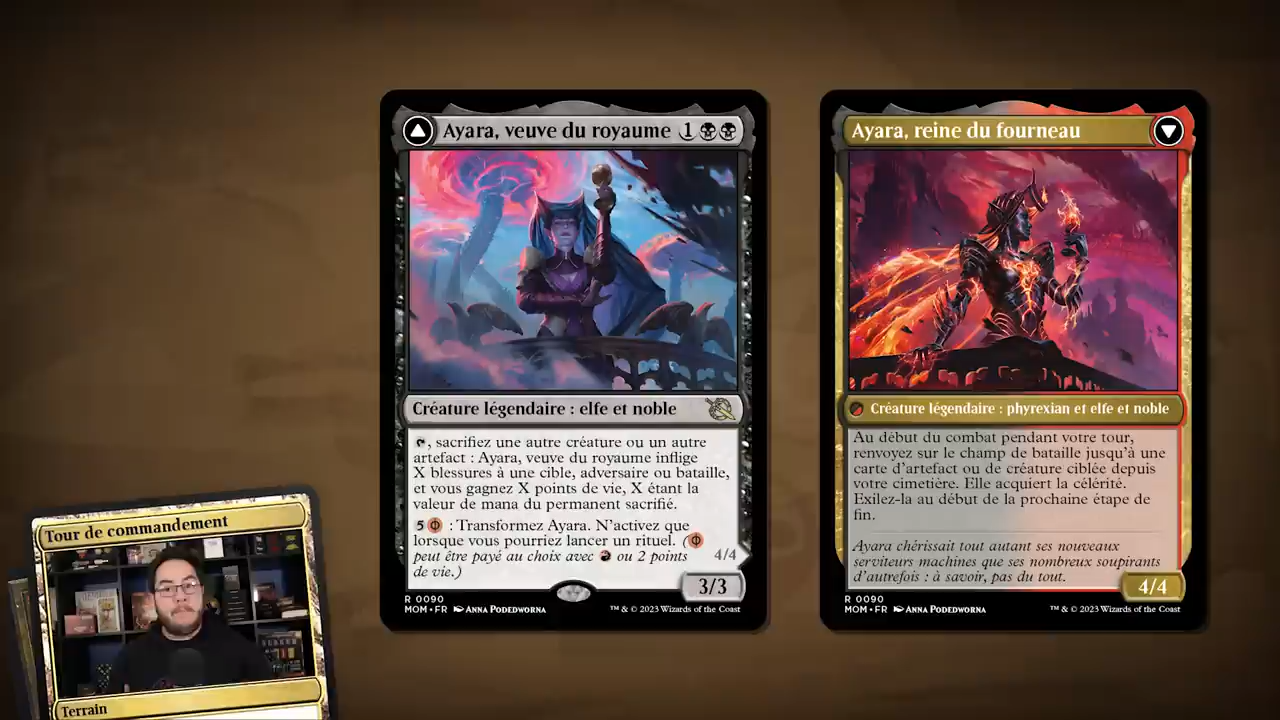 Ayara, veuve du royaume 1
Créature légendaire : elfe et noble
, sacrifiez une autre créature ou un autre
artefact : Ayara, veuve du royaume inflige
X blessures à une cible, adversaire ou bataille,
et vous gagnez X points de vie, X étant la
valeur de mana du permanent sacrifié.
5 : Transformez Ayara. N'activez que
lorsque vous pourriez lancer un rituel. (
peut être payé au choix avec ou 2 points
de vie.)
4/4
3/3
R 0090
MOM • FR Anna Podedworna
™ & © 2023 Wizards of the Coast
Ayara, reine du fourneau
Créature légendaire : phyrexian et elfe et noble
Au début du combat pendant votre tour,
renvoyez sur le champ de bataille jusqu'à une
carte d'artefact ou de créature ciblée depuis
votre cimetière. Elle acquiert la célérité.
Exilez-la au début de la prochaine étape de
fin.
Ayara chérissait tout autant ses nouveaux
serviteurs machines que ses nombreux soupirants
d'autrefois : à savoir, pas du tout.
4/4
R 0090
MOM • FR Anna Podedworna
™ & © 2023 Wizards of the Coast
Tour de commandement
Terrain